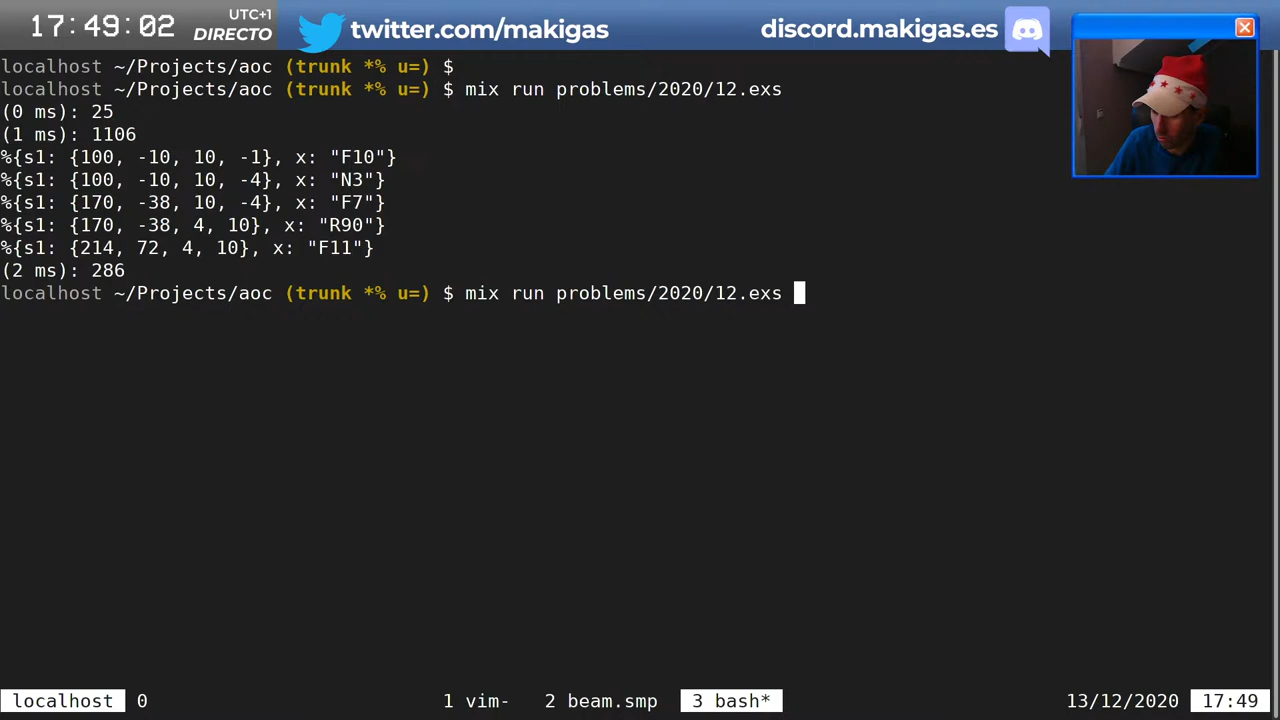 17:49:02
UTC+1
DIRECTO
twitter.com/makigas
discord.makigas.es
localhost ~/Projects/aoc (trunk *% u=) $
localhost ~/Projects/aoc (trunk *% u=) $ mix run problems/2020/12.exs
(0 ms): 25
(1 ms): 1106
%{s1: {100, -10, 10, -1}, x: "F10"}
%{s1: {100, -10, 10, -4}, x: "N3"}
%{s1: {170, -38, 10, -4}, x: "F7"}
%{s1: {170, -38, 4, 10}, x: "R90"}
%{s1: {214, 72, 4, 10}, x: "F11"}
(2 ms): 286
localhost ~/Projects/aoc (trunk *% u=) $ mix run problems/2020/12.exs
localhost 0 1 vim- 2 beam.smp 3 bash* 13/12/2020 17:49